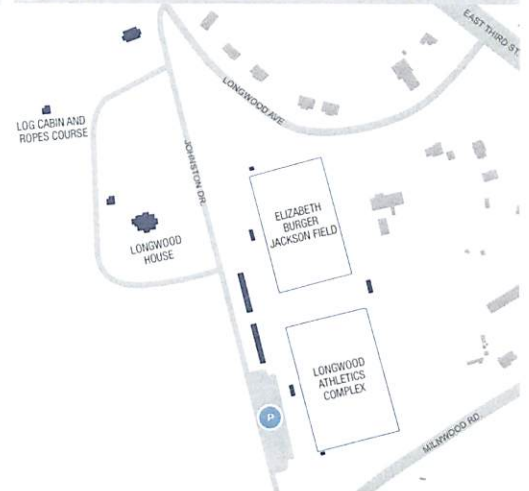 EAST THIRD ST.
LONGWOOD AVE
LOG CABIN AND
ROPES COURSE
JOHNSTON DR.
ELIZABETH
BURGER
JACKSON FIELD
LONGWOOD
HOUSE
LONGWOOD
ATHLETICS
COMPLEX
P
MILNWOOD RD